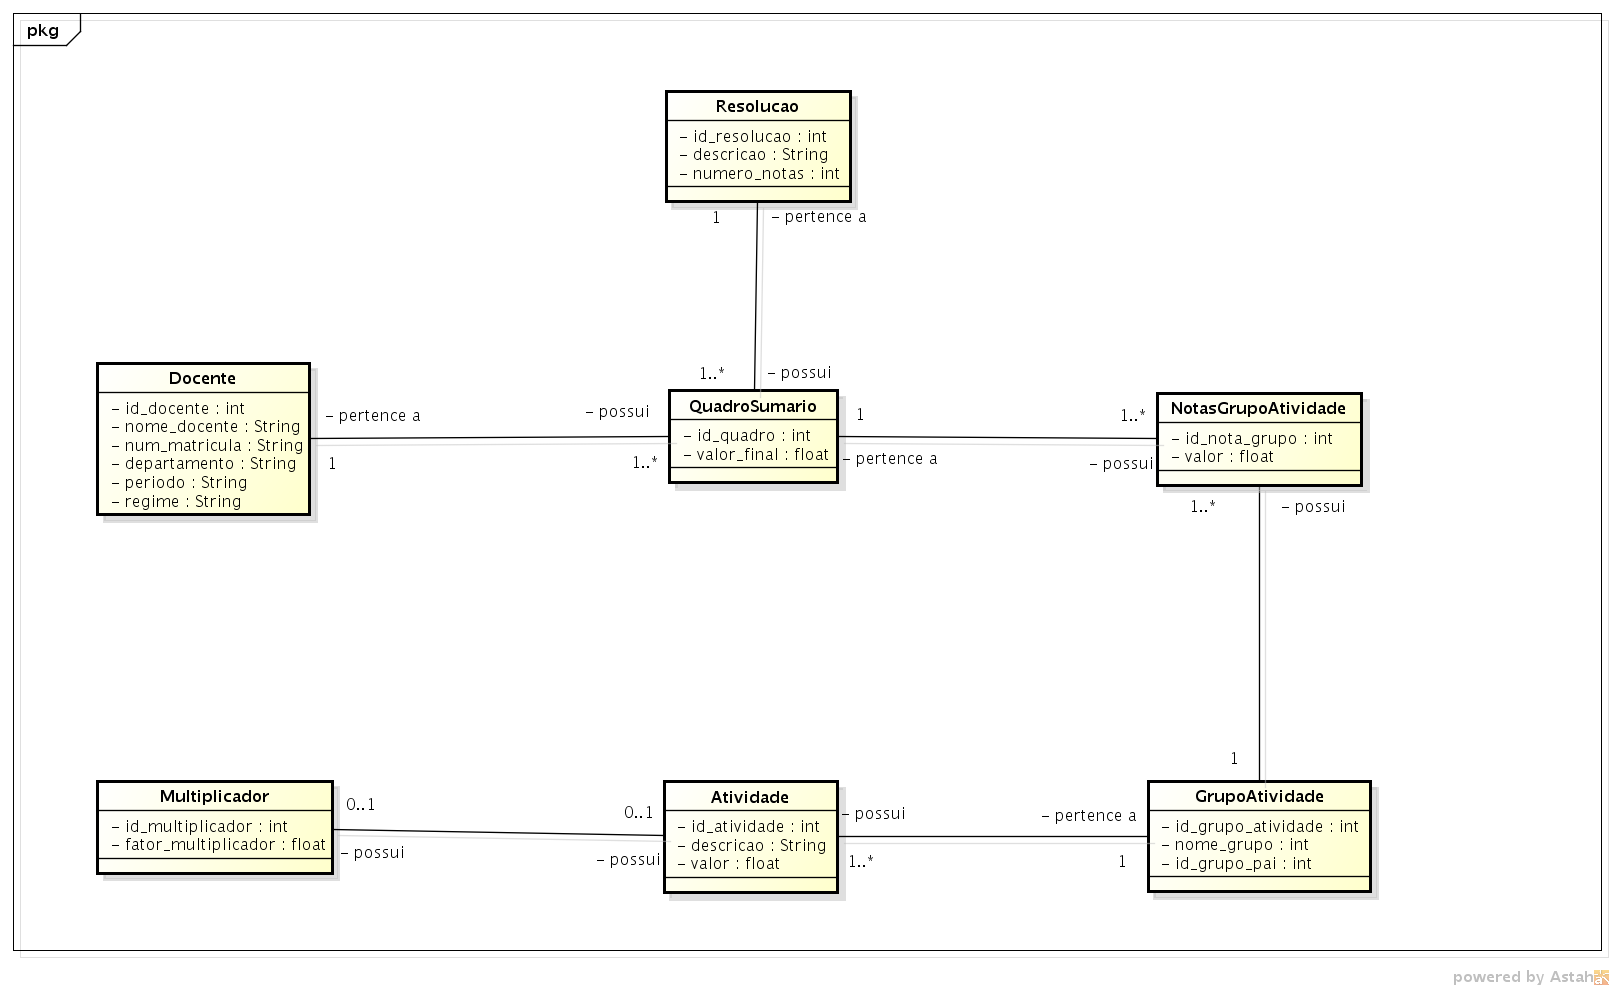 pkg
Resolucao
– id_resolucao : int
– descricao : String
– numero_notas : int
1
– pertence a
1..*
– possui
Docente
– id_docente : int
– nome_docente : String
– num_matricula : String
– departamento : String
– periodo : String
– regime : String
– pertence a
1
– possui
1..*
QuadroSumario
– id_quadro : int
– valor_final : float
1
– pertence a
1..*
– possui
NotasGrupoAtividade
– id_nota_grupo : int
– valor : float
1..*
– possui
1
Multiplicador
– id_multiplicador : int
– fator_multiplicador : float
0..1
– possui
0..1
– possui
Atividade
– id_atividade : int
– descricao : String
– valor : float
– possui
1..*
– pertence a
1
GrupoAtividade
– id_grupo_atividade : int
– nome_grupo : int
– id_grupo_pai : int
powered by Astah